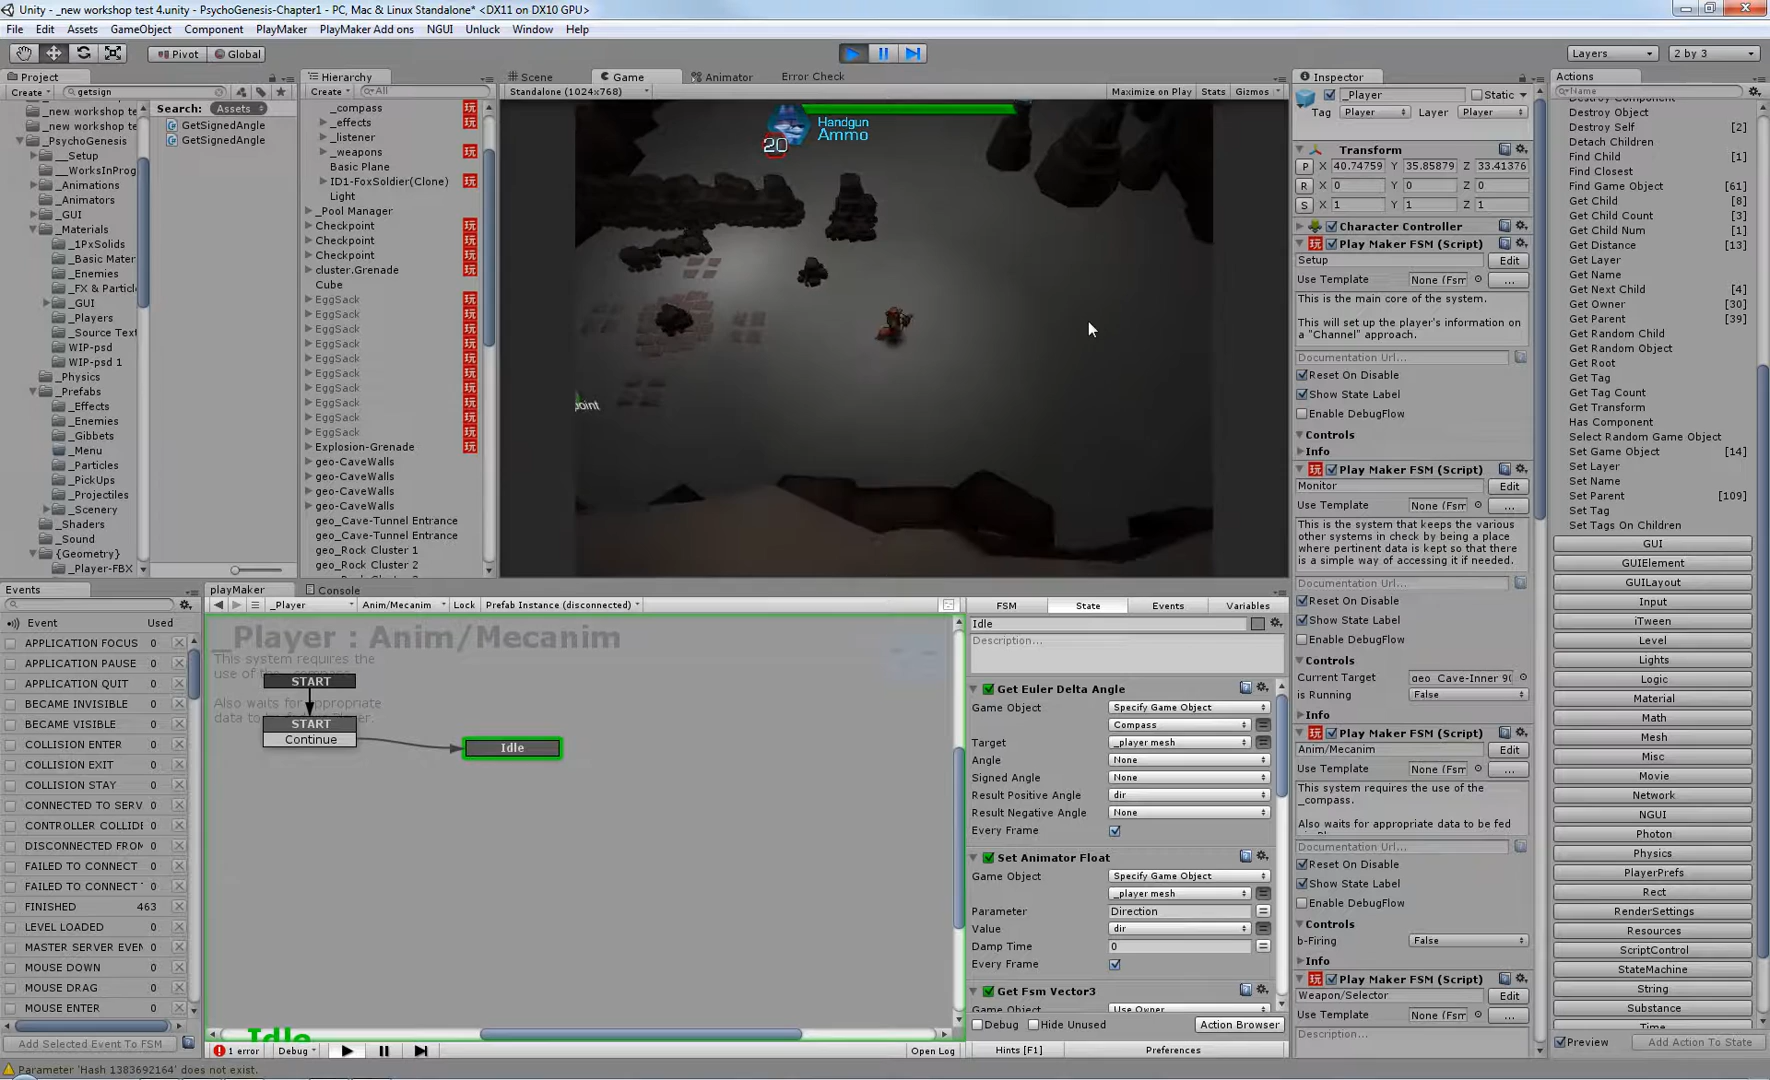 Unity - _new workshop test 4.unity - PsychoGenesis-Chapter1 - PC, Mac & Linux Standalone* <DX11 on DX10 GPU>
File Edit Assets GameObject Component PlayMaker PlayMaker Add ons NGUI Unluck Window Help
Pivot Global Layers 2 by 3
Project
Create getsign
_new workshop te
_new workshop te
_PsychoGenesis
__Setup
__WorksInProg
_Animations
_Animators
_GUI
_Materials
_1PxSolids
_Basic Mater
_Enemies
_FX & Particle
_GUI
_Players
_Source Text
WIP-psd
WIP-psd 1
_Physics
_Prefabs
_Effects
_Enemies
_Gibbets
_Menu
_Particles
_PickUps
_Projectiles
_Scenery
_Shaders
_Sound
{Geometry}
_Player-FBX
Search: Assets
GetSignedAngle
GetSignedAngle
Hierarchy
Create All
_compass
_effects
_listener
_weapons
Basic Plane
ID1-FoxSoldier(Clone)
Light
_Pool Manager
Checkpoint
Checkpoint
Checkpoint
cluster.Grenade
Cube
EggSack
EggSack
EggSack
EggSack
EggSack
EggSack
EggSack
EggSack
EggSack
EggSack
Explosion-Grenade
geo-CaveWalls
geo-CaveWalls
geo-CaveWalls
geo-CaveWalls
geo_Cave-Tunnel Entrance
geo_Cave-Tunnel Entrance
geo_Rock Cluster 1
geo_Rock Cluster 2
Scene Game Animator Error Check
Standalone (1024x768) Maximize on Play Stats Gizmos
Handgun
Ammo
20
point
Inspector
_Player Static
Tag Player Layer Player
Transform
P X 40.74759 Y 35.85879 Z 33.41376
R X 0 Y 0 Z 0
S X 1 Y 1 Z 1
Character Controller
Play Maker FSM (Script)
Setup Edit
Use Template None (Fsm ...
This is the main core of the system.
This will set up the player's information on
a "Channel" approach.
Documentation Url...
Reset On Disable
Show State Label
Enable DebugFlow
Controls
Info
Play Maker FSM (Script)
Monitor Edit
Use Template None (Fsm ...
This is the system that keeps the various
other systems in check by being a place
where pertinent data is kept so that there
is a simple way of accessing it if needed.
Documentation Url...
Reset On Disable
Show State Label
Enable DebugFlow
Controls
Current Target geo_Cave-Inner 90
is Running False
Info
Play Maker FSM (Script)
Anim/Mecanim Edit
Use Template None (Fsm ...
This system requires the use of the
_compass.
Also waits for appropriate data to be fed
Documentation Url...
Reset On Disable
Show State Label
Enable DebugFlow
Controls
b-Firing False
Info
Play Maker FSM (Script)
Weapon/Selector Edit
Use Template None (Fsm ...
Description...
Actions
Name
Destroy Component
Destroy Object
Destroy Self [2]
Detach Children
Find Child [1]
Find Closest
Find Game Object [61]
Get Child [8]
Get Child Count [3]
Get Child Num [1]
Get Distance [13]
Get Layer
Get Name
Get Next Child [4]
Get Owner [30]
Get Parent [39]
Get Random Child
Get Random Object
Get Root
Get Tag
Get Tag Count
Get Transform
Has Component
Select Random Game Object
Set Game Object [14]
Set Layer
Set Name
Set Parent [109]
Set Tag
Set Tags On Children
GUI
GUIElement
GUILayout
Input
iTween
Level
Lights
Logic
Material
Math
Mesh
Misc
Movie
Network
NGUI
Photon
Physics
PlayerPrefs
Rect
RenderSettings
Resources
ScriptControl
StateMachine
String
Substance
Time
Preview Add Action To State
Events
Event Used
APPLICATION FOCUS 0
APPLICATION PAUSE 0
APPLICATION QUIT 0
BECAME INVISIBLE 0
BECAME VISIBLE 0
COLLISION ENTER 0
COLLISION EXIT 0
COLLISION STAY 0
CONNECTED TO SERV 0
CONTROLLER COLLIDE 0
DISCONNECTED FROM 0
FAILED TO CONNECT 0
FAILED TO CONNECT 0
FINISHED 463
LEVEL LOADED 0
MASTER SERVER EVEN 0
MOUSE DOWN 0
MOUSE DRAG 0
MOUSE ENTER 0
Add Selected Event To FSM
playMaker Console
_Player Anim/Mecanim Lock Prefab Instance (disconnected)
_Player : Anim/Mecanim
This system requires the
use of the _compass.
Also waits for appropriate
START
START
Continue
Idle
Idle
1 error Debug Open Log
FSM State Events Variables
Idle
Description...
Get Euler Delta Angle
Game Object Specify Game Object
Compass
Target _player mesh
Angle None
Signed Angle None
Result Positive Angle dir
Result Negative Angle None
Every Frame
Set Animator Float
Game Object Specify Game Object
_player mesh
Parameter Direction
Value dir
Damp Time 0
Every Frame
Get Fsm Vector3
Game Object Use Owner
Debug Hide Unused Action Browser
Hints [F1] Preferences
Parameter 'Hash 1383692164' does not exist.